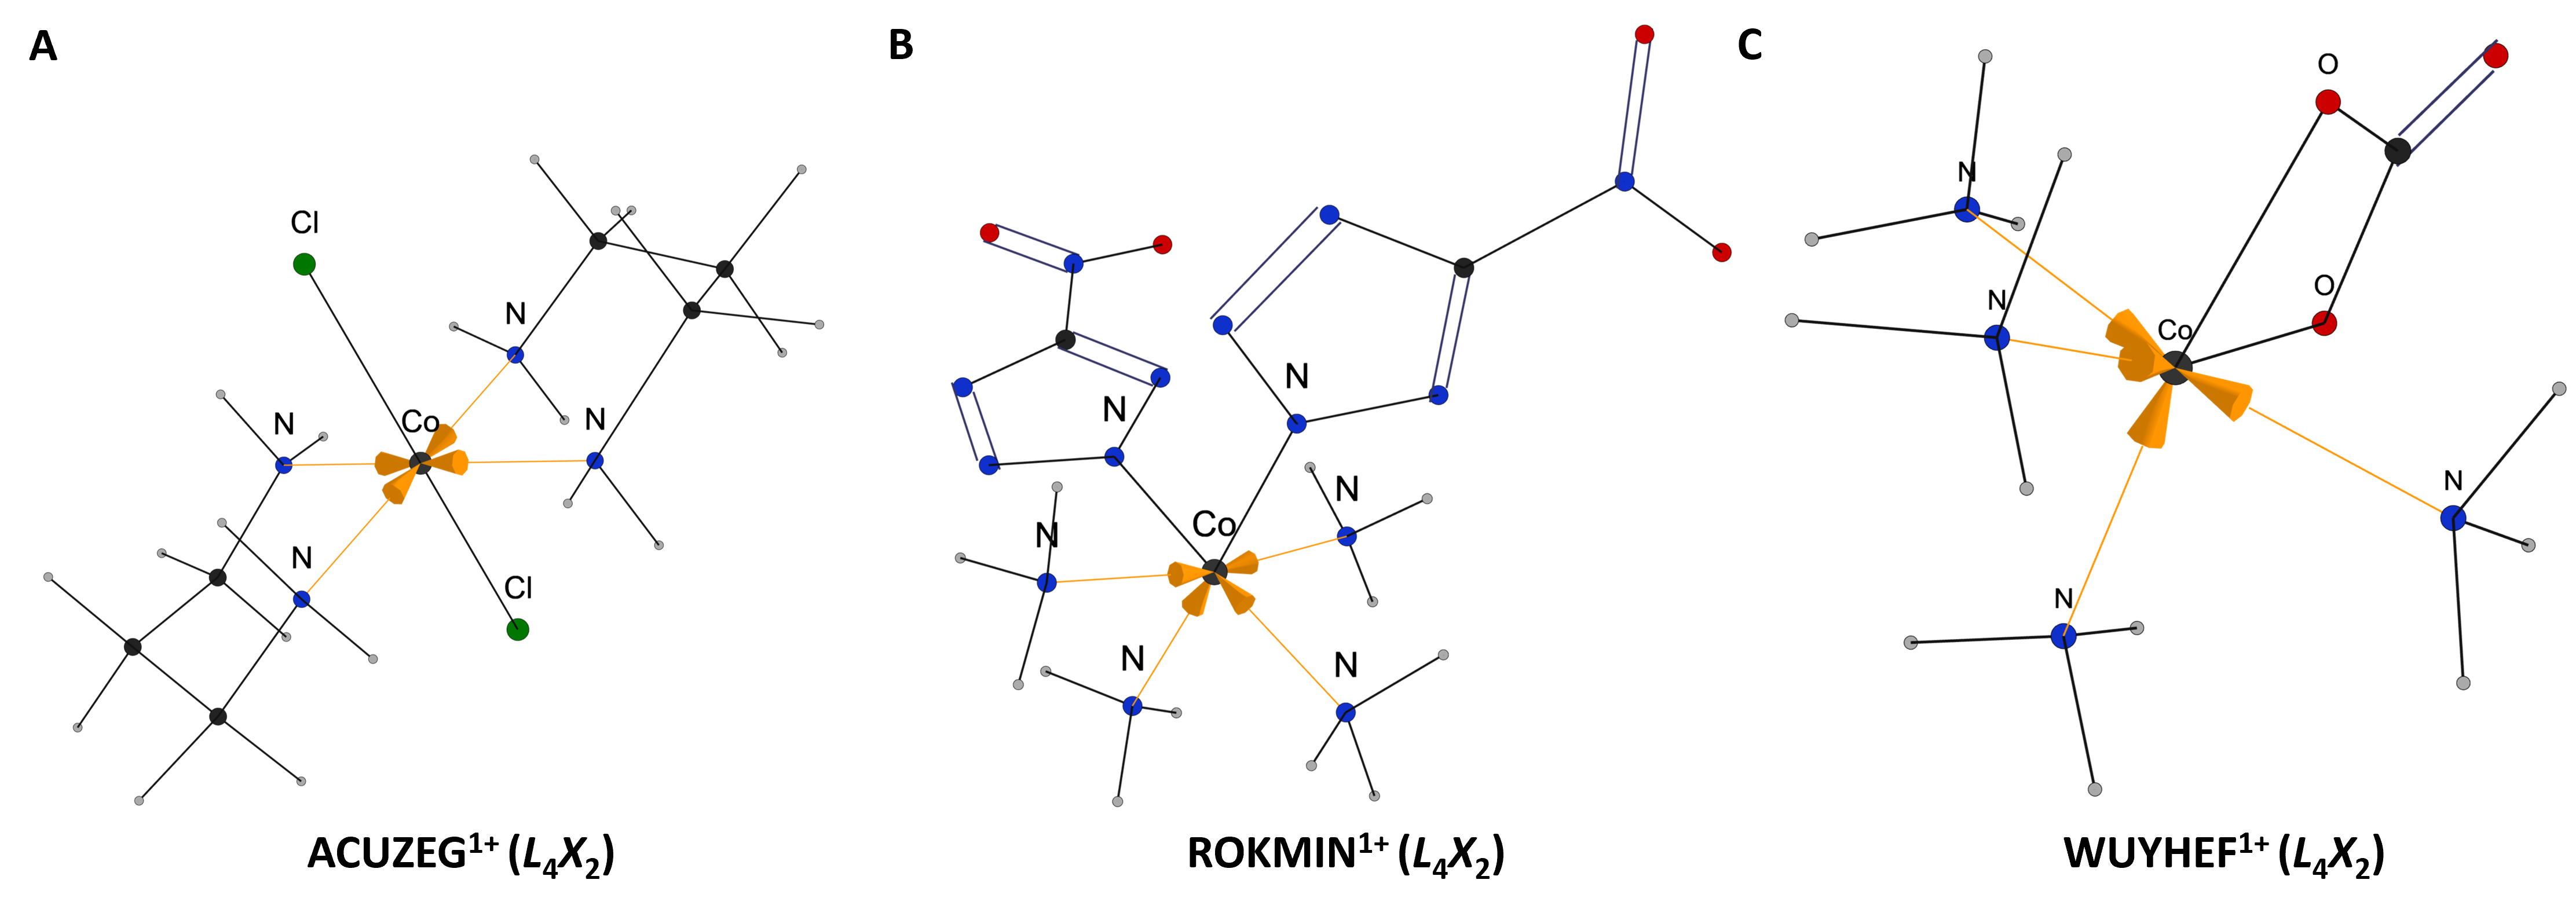 A
B
C
Cl
N
Co
N
N
N
Cl
N
N
Co
N
N
N
N
O
N
O
N
Co
N
N
ACUZEG¹⁺ (L₄X₂)
ROKMIN¹⁺ (L₄X₂)
WUYHEF¹⁺ (L₄X₂)